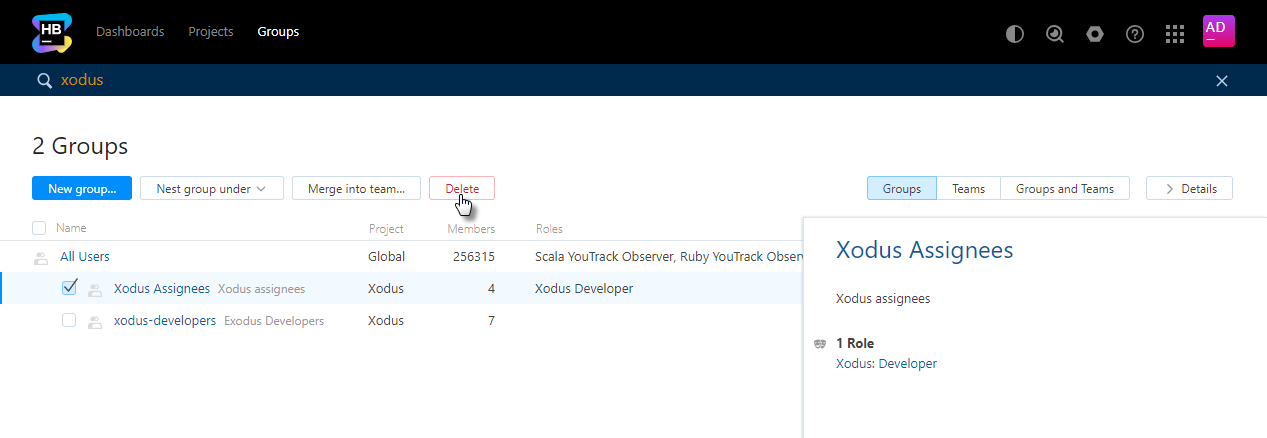 HB
Dashboards Projects Groups
AD
xodus
2 Groups
New group... Nest group under Merge into team... Delete Groups Teams Groups and Teams Details
Name Project Members Roles
All Users Global 256315 Scala YouTrack Observer, Ruby YouTrack Obser
Xodus Assignees Xodus assignees Xodus 4 Xodus Developer
xodus-developers Exodus Developers Xodus 7
Xodus Assignees
Xodus assignees
1 Role
Xodus: Developer